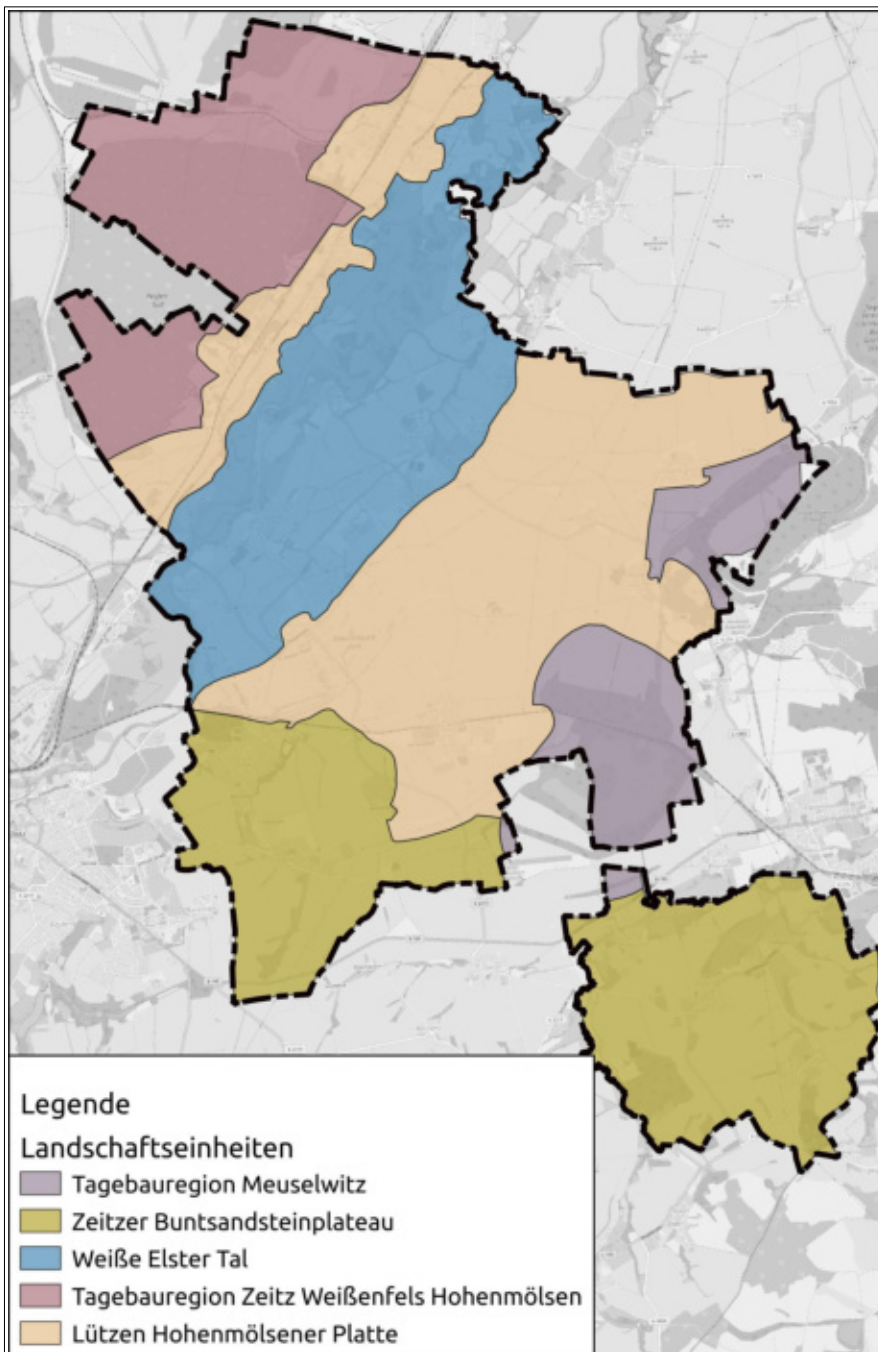 Legende
Landschaftseinheiten
Tagebauregion Meuselwitz
Zeitzer Buntsandsteinplateau
Weiße Elster Tal
Tagebauregion Zeitz Weißenfels Hohenmölsen
Lützen Hohenmölsener Platte